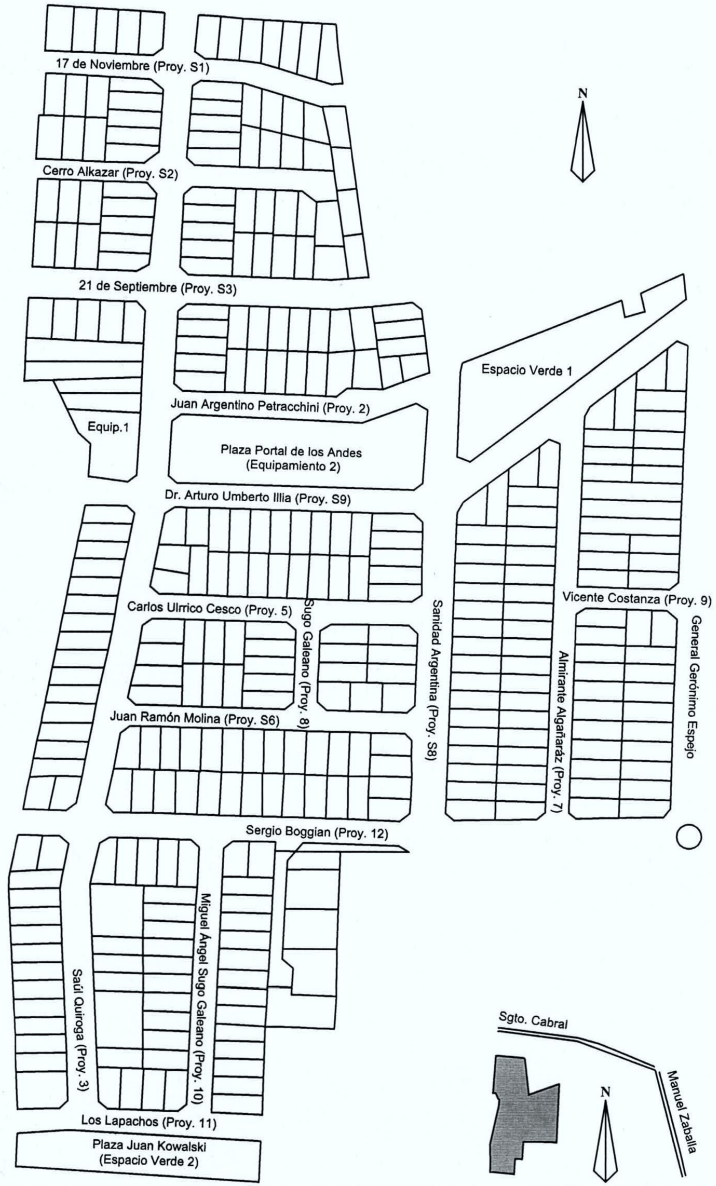 17 de Noviembre (Proy. S1)
N
Cerro Alkazar (Proy. S2)
21 de Septiembre (Proy. S3)
Espacio Verde 1
Juan Argentino Petracchini (Proy. 2)
Equip.1
Plaza Portal de los Andes
(Equipamiento 2)
Dr. Arturo Umberto Illia (Proy. S9)
Carlos Ulrrico Cesco (Proy. 5)
Sugo Galeano (Proy. 8)
Sanidad Argentina (Proy. S8)
Vicente Costanza (Proy. 9)
Almirante Algañaráz (Proy. 7)
General Gerónimo Espejo
Juan Ramón Molina (Proy. S6)
Sergio Boggian (Proy. 12)
Miguel Ángel Sugo Galeano (Proy. 10)
Saúl Quiroga (Proy. 3)
Los Lapachos (Proy. 11)
Plaza Juan Kowalski
(Espacio Verde 2)
Sgto. Cabral
Manuel Zaballa
N